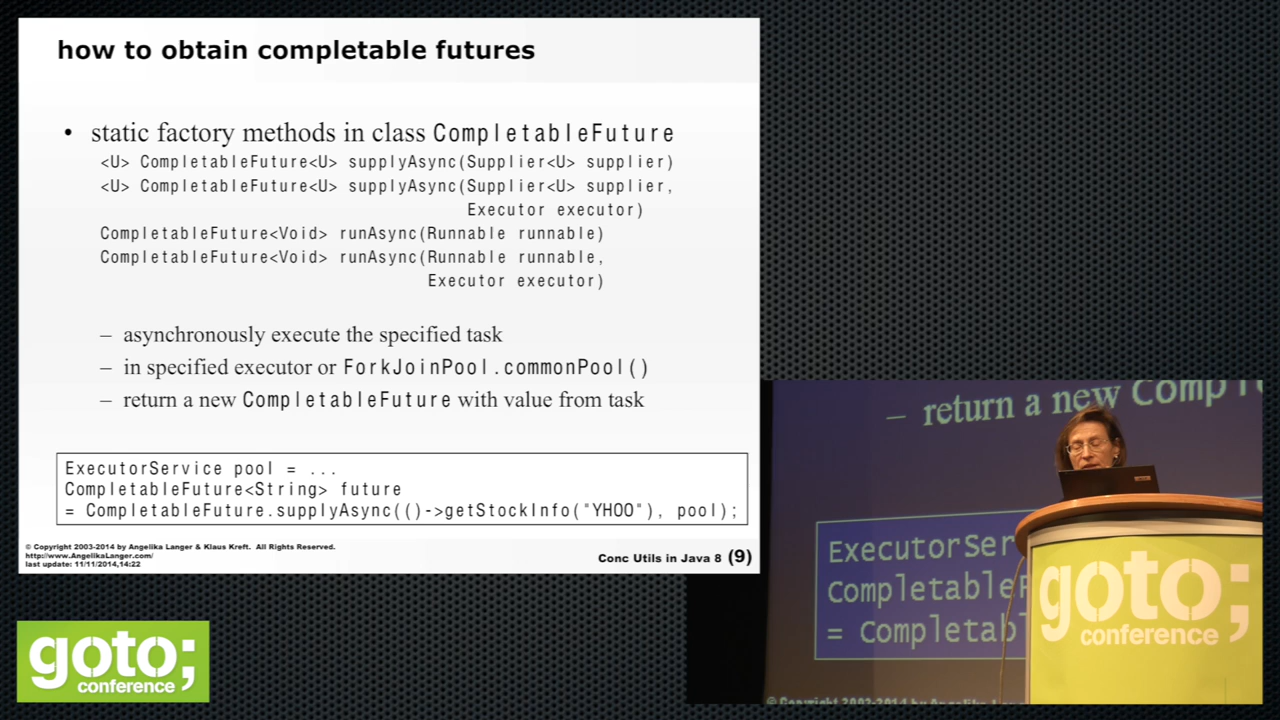 how to obtain completable futures
• static factory methods in class CompletableFuture
<U> CompletableFuture<U> supplyAsync(Supplier<U> supplier)
<U> CompletableFuture<U> supplyAsync(Supplier<U> supplier,
Executor executor)
CompletableFuture<Void> runAsync(Runnable runnable)
CompletableFuture<Void> runAsync(Runnable runnable,
Executor executor)
– asynchronously execute the specified task
– in specified executor or ForkJoinPool.commonPool()
– return a new CompletableFuture with value from task
ExecutorService pool = ...
CompletableFuture<String> future
= CompletableFuture.supplyAsync(()->getStockInfo("YHOO"), pool);
© Copyright 2003-2014 by Angelika Langer & Klaus Kreft. All Rights Reserved.
http://www.AngelikaLanger.com/
last update: 11/11/2014,14:22
Conc Utils in Java 8 (9)
– return a new Comp
ExecutorSer
Completable
= Completab
© Copyright 2003-2014 by Angelika
goto;
conference
goto;
conference